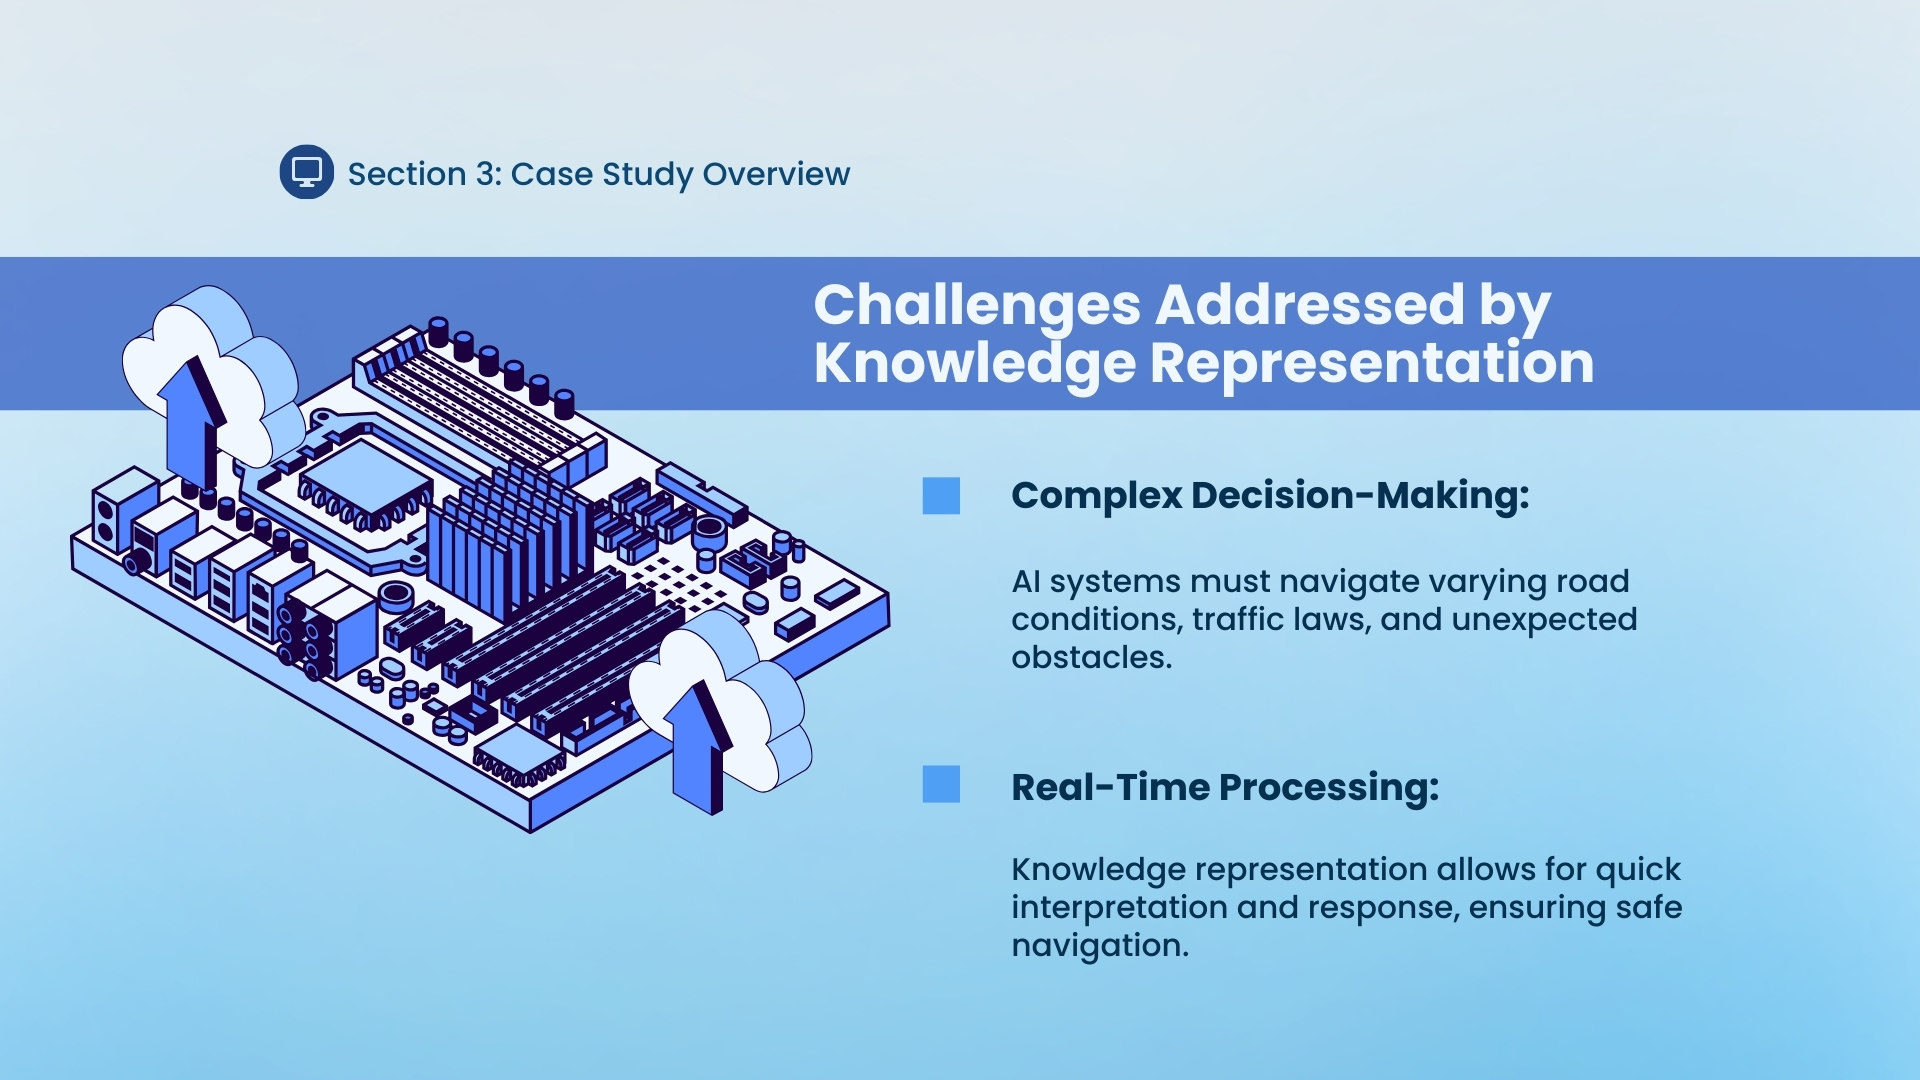 Section 3: Case Study Overview
Challenges Addressed by
Knowledge Representation
Complex Decision-Making:
AI systems must navigate varying road
conditions, traffic laws, and unexpected
obstacles.
Real-Time Processing:
Knowledge representation allows for quick
interpretation and response, ensuring safe
navigation.